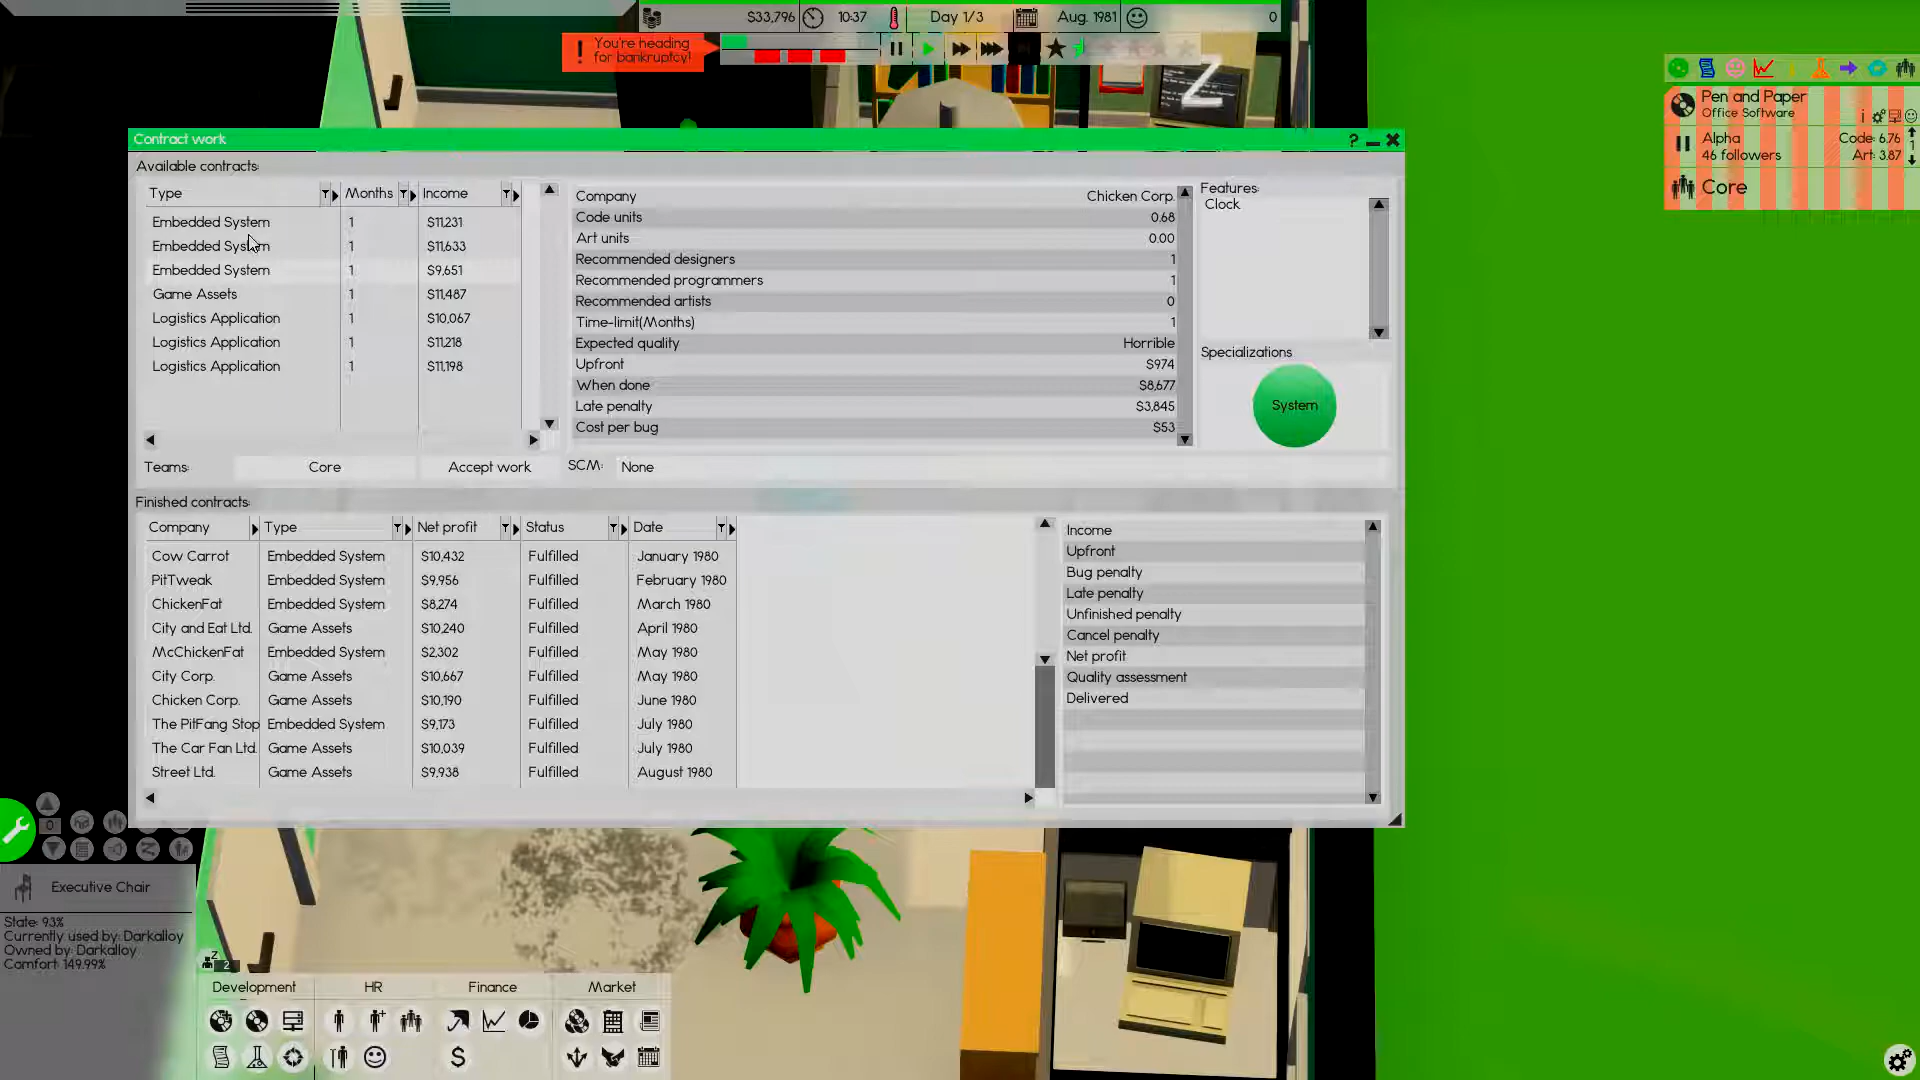 $33,796 10:37 Day 1/3 Aug. 1981 0
You're heading
for bankruptcy!
Pen and Paper
Office Software
Alpha Code: 6.76 1
46 followers Art: 3.87
Core
Contract work ?
Available contracts:
Type Months Income
Embedded System 1 $11,231
Embedded System 1 $11,633
Embedded System 1 $9,651
Game Assets 1 $11,487
Logistics Application 1 $10,067
Logistics Application 1 $11,218
Logistics Application 1 $11,198
Company Chicken Corp.
Code units 0.68
Art units 0.00
Recommended designers 1
Recommended programmers 1
Recommended artists 0
Time-limit(Months) 1
Expected quality Horrible
Upfront $974
When done $8,677
Late penalty $3,845
Cost per bug $53
Features:
Clock
Specializations
System
Teams: Core Accept work SCM: None
Finished contracts:
Company Type Net profit Status Date
Cow Carrot Embedded System $10,432 Fulfilled January 1980
PitTweak Embedded System $9,956 Fulfilled February 1980
ChickenFat Embedded System $8,274 Fulfilled March 1980
City and Eat Ltd. Game Assets $10,240 Fulfilled April 1980
McChickenFat Embedded System $2,302 Fulfilled May 1980
City Corp. Game Assets $10,667 Fulfilled May 1980
Chicken Corp. Game Assets $10,190 Fulfilled June 1980
The PitFang Stop Embedded System $9,173 Fulfilled July 1980
The Car Fan Ltd. Game Assets $10,039 Fulfilled July 1980
Street Ltd. Game Assets $9,938 Fulfilled August 1980
Income
Upfront
Bug penalty
Late penalty
Unfinished penalty
Cancel penalty
Net profit
Quality assessment
Delivered
0
Executive Chair
State: 93%
Currently used by: Darkalloy
Owned by: Darkalloy
Comfort: 149.99%
Z 2
Development HR Finance Market